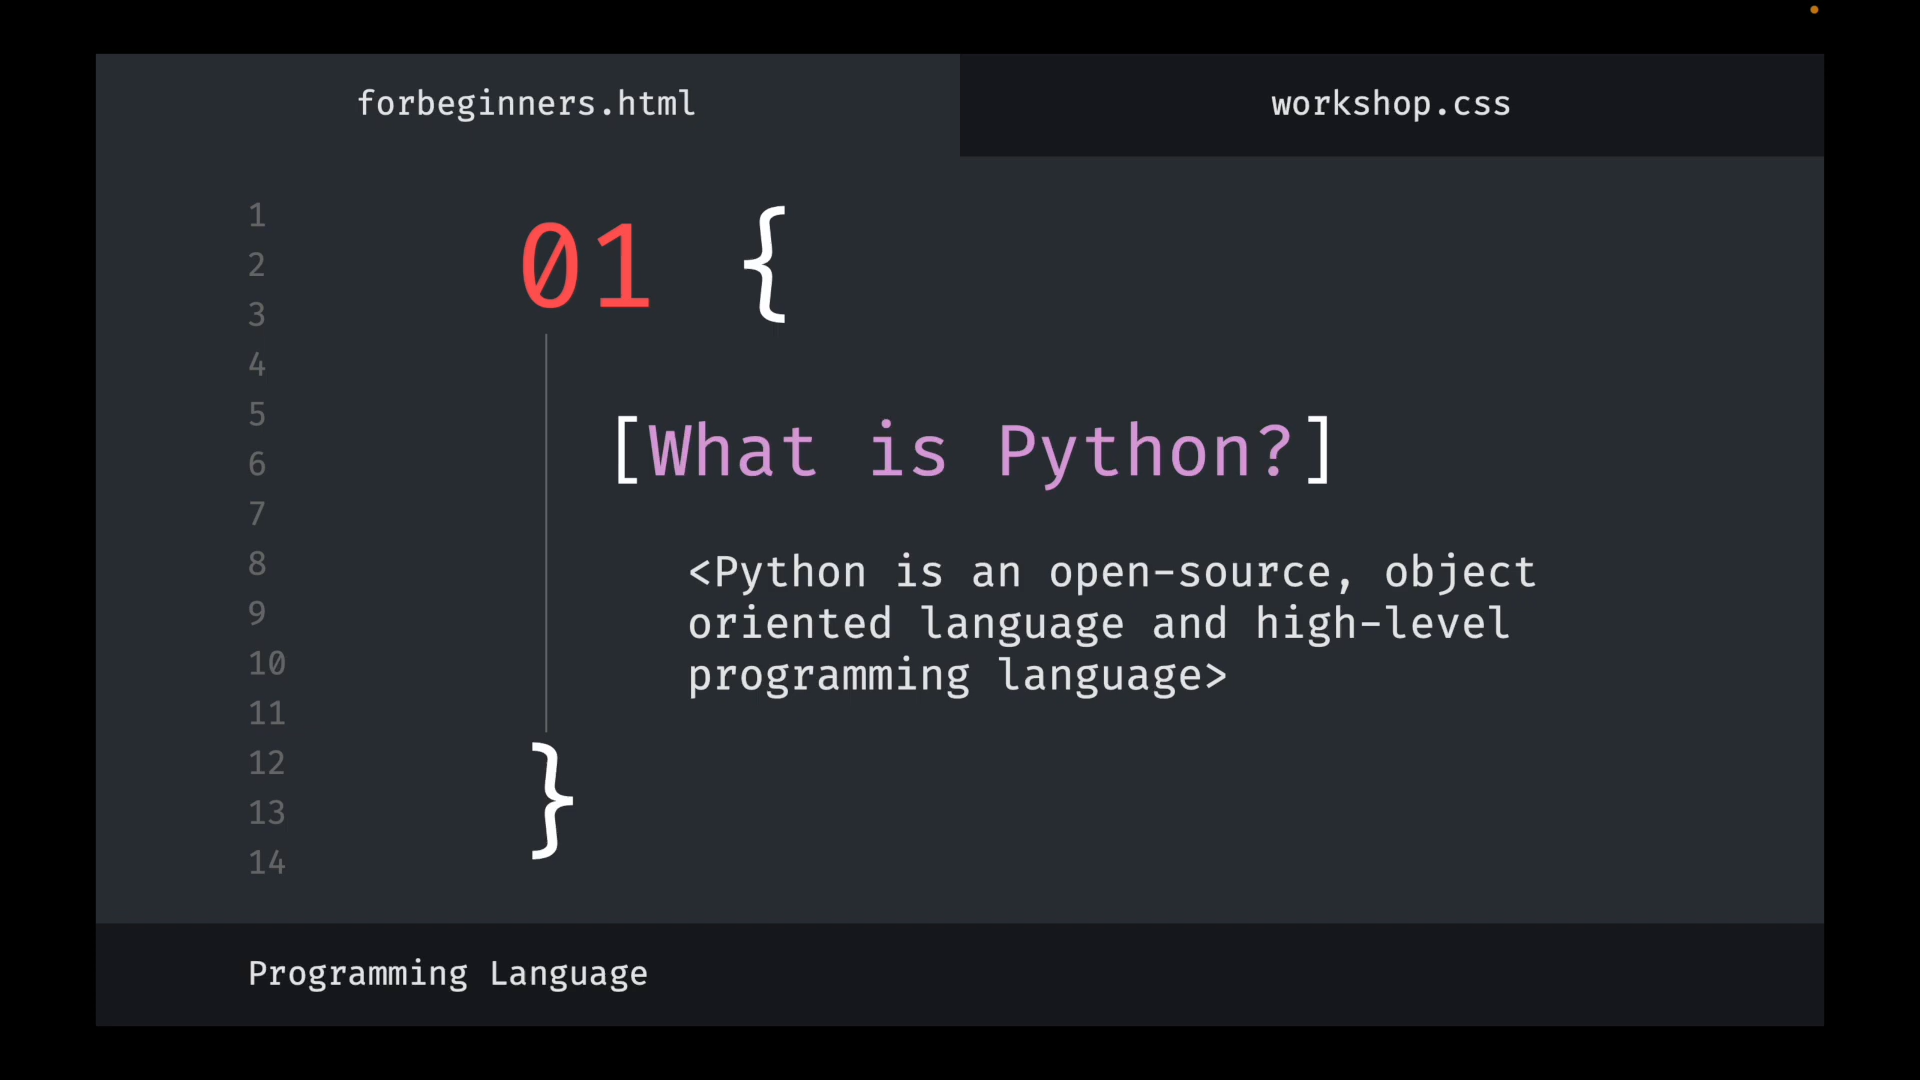 forbeginners.html
workshop.css
1
2
3
4
5
6
7
8
9
10
11
12
13
14
01 {
[What is Python?]
<Python is an open-source, object
oriented language and high-level
programming language>
}
Programming Language